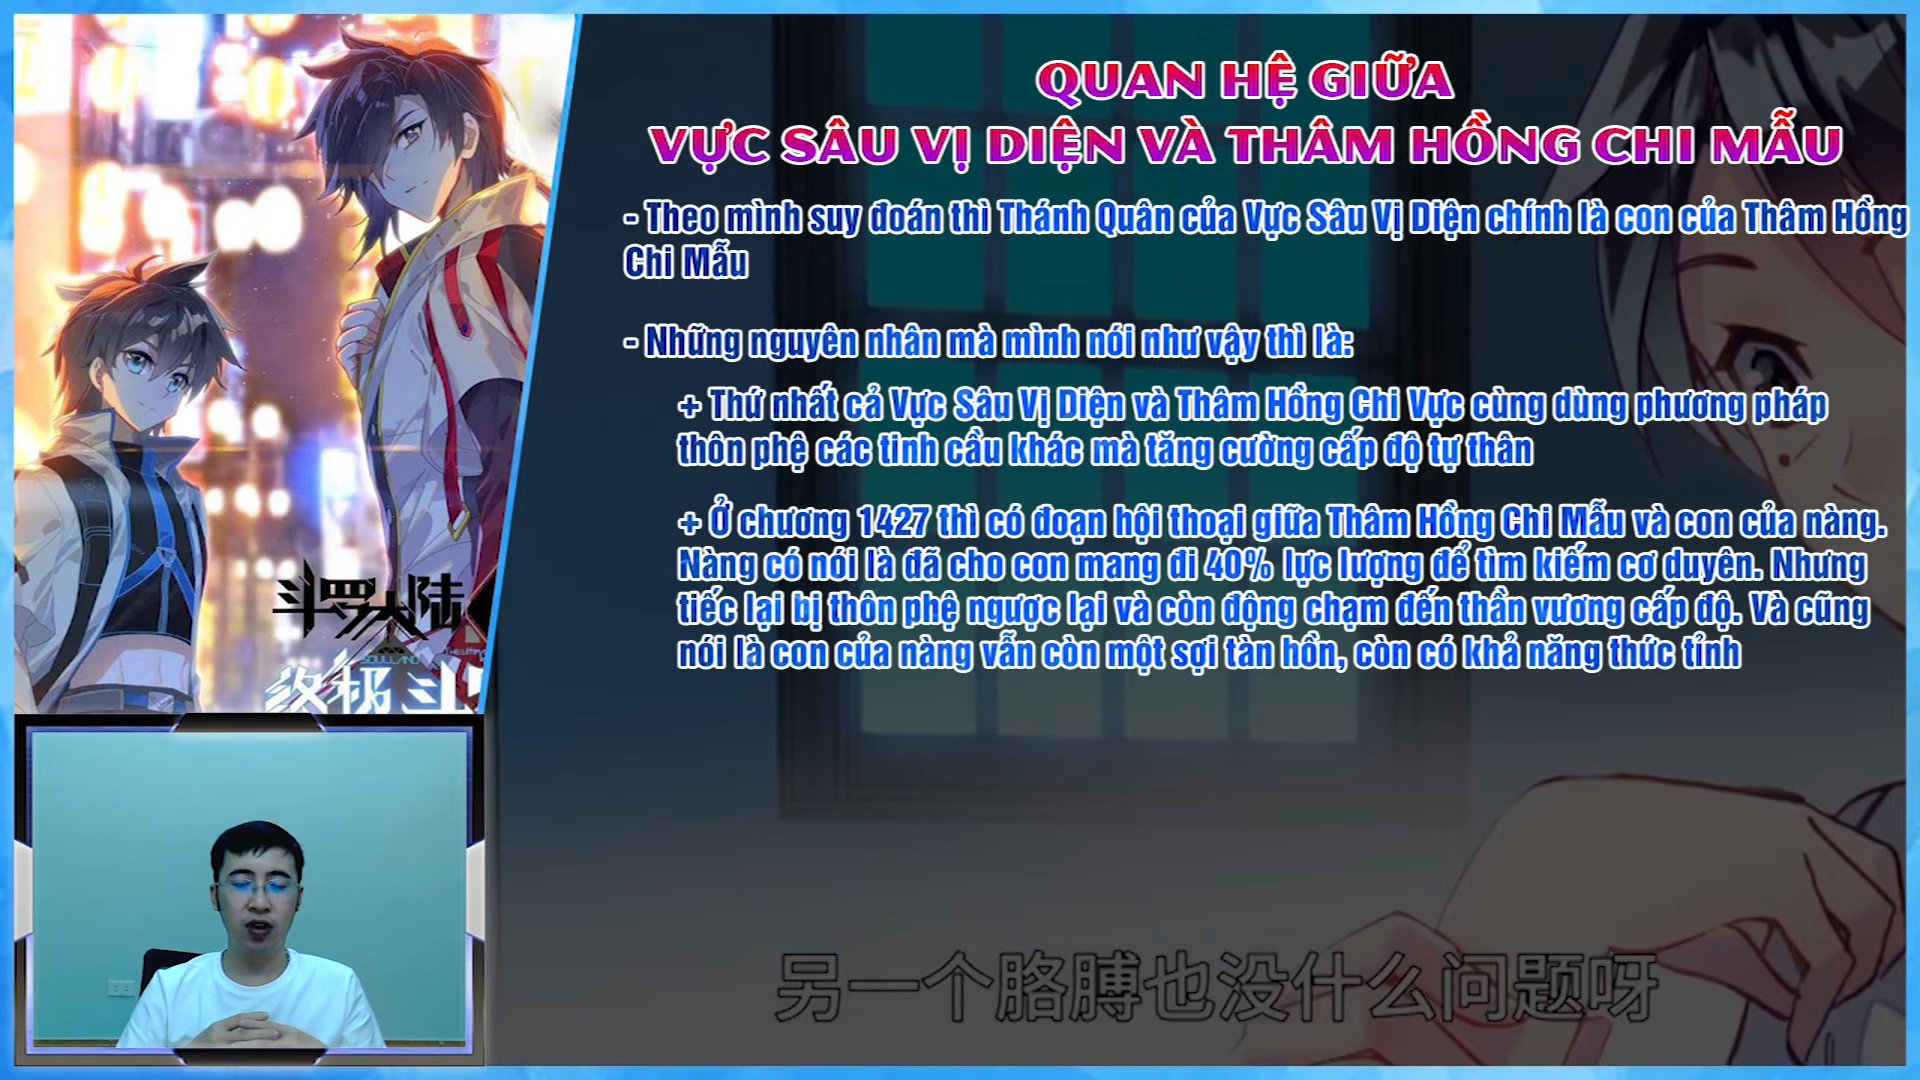 QUAN HỆ GIỮA
VỰC SÂU VỊ DIỆN VÀ THÂM HỒNG CHI MẪU
- Theo mình suy đoán thì Thánh Quân của Vực Sâu Vị Diện chính là con của Thâm Hồng
Chi Mẫu
- Những nguyên nhân mà mình nói như vậy thì là:
+ Thứ nhất cả Vực Sâu Vị Diện và Thâm Hồng Chi Vực cùng dùng phương pháp
thôn phệ các tinh cầu khác mà tăng cường cấp độ tự thân
+ Ở chương 1427 thì có đoạn hội thoại giữa Thâm Hồng Chi Mẫu và con của nàng.
Nàng có nói là đã cho con mang đi 40% lực lượng để tìm kiếm cơ duyên. Nhưng
tiếc lại bị thôn phệ ngược lại và còn động chạm đến thần vương cấp độ. Và cũng
nói là con của nàng vẫn còn một sợi tàn hồn, còn có khả năng thức tỉnh
斗罗大陆
SOULLAND
终极斗
另一个胳膊也没什么问题呀